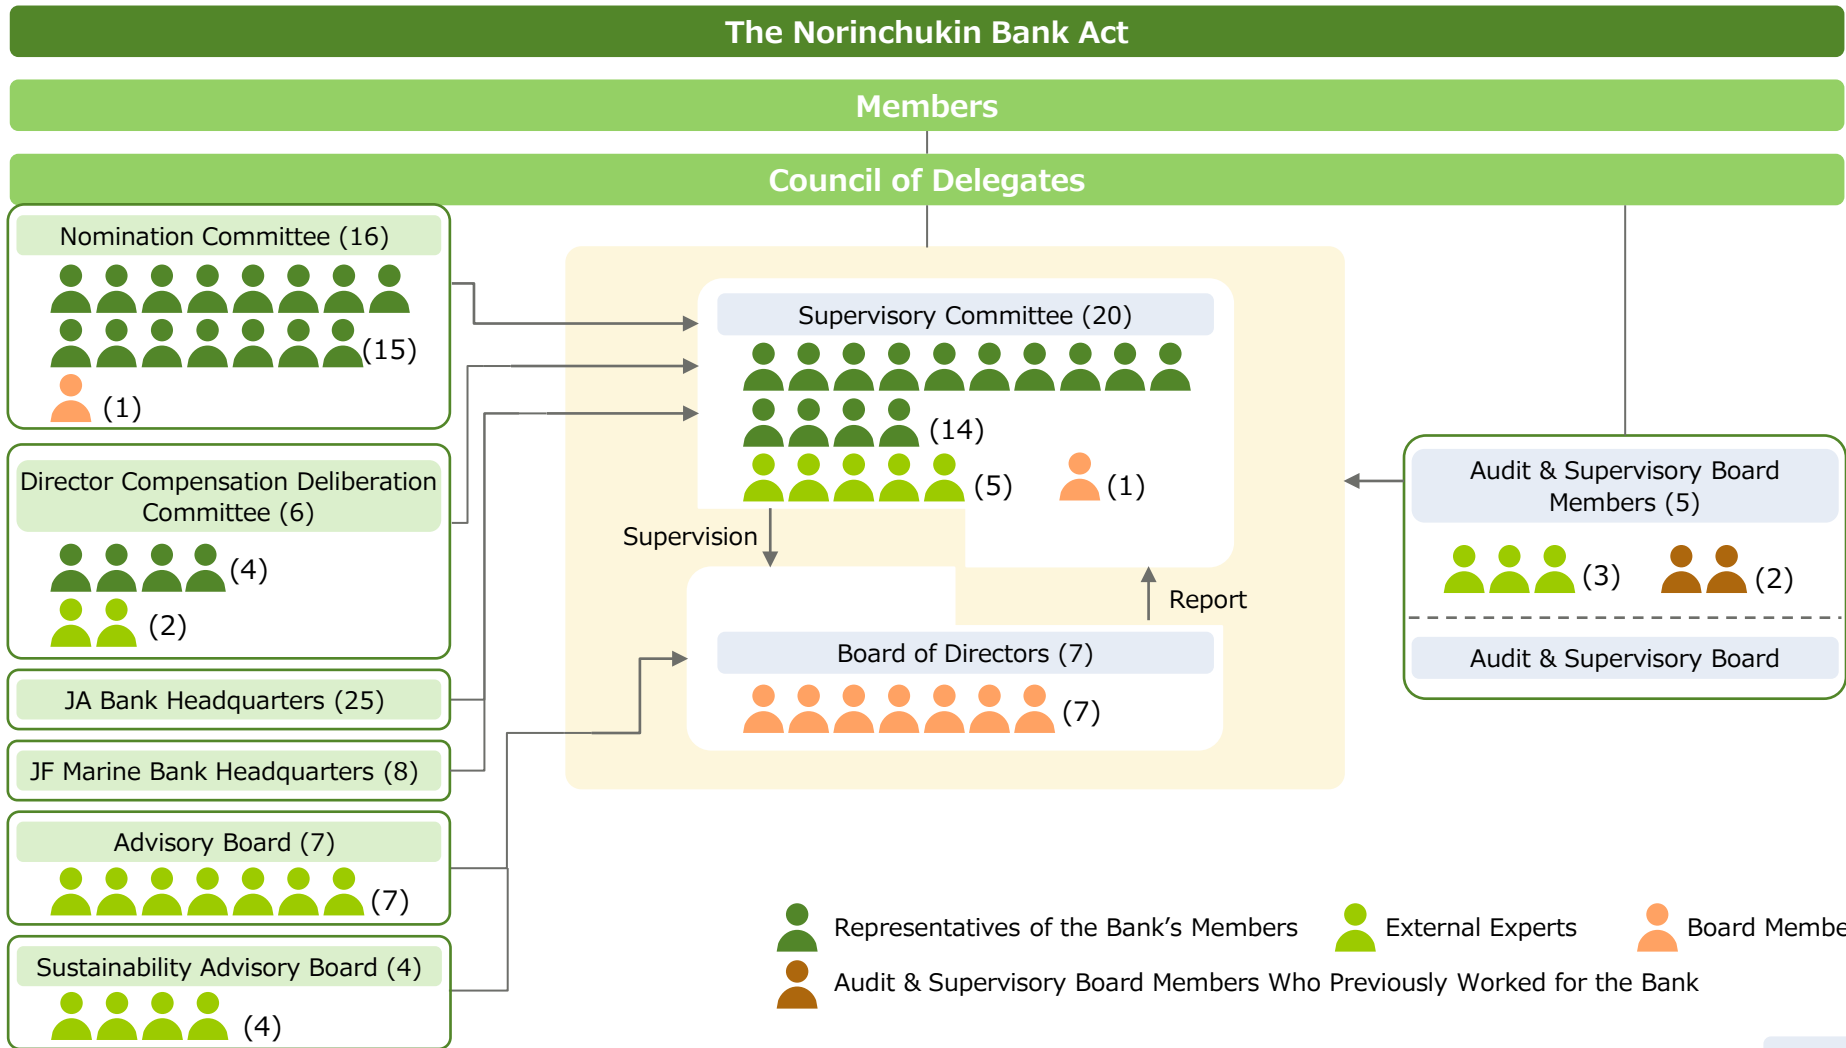 The Norinchukin Bank Act
Members
Council of Delegates
Nomination Committee (16)
(15)
(1)
Director Compensation Deliberation
Committee (6)
(4)
(2)
JA Bank Headquarters (25)
JF Marine Bank Headquarters (8)
Advisory Board (7)
(7)
Sustainability Advisory Board (4)
(4)
Supervisory Committee (20)
(14)
(5)
(1)
Supervision
Report
Board of Directors (7)
(7)
Audit & Supervisory Board
Members (5)
(3)
(2)
Audit & Supervisory Board
Representatives of the Bank’s Members
External Experts
Board Membe
Audit & Supervisory Board Members Who Previously Worked for the Bank